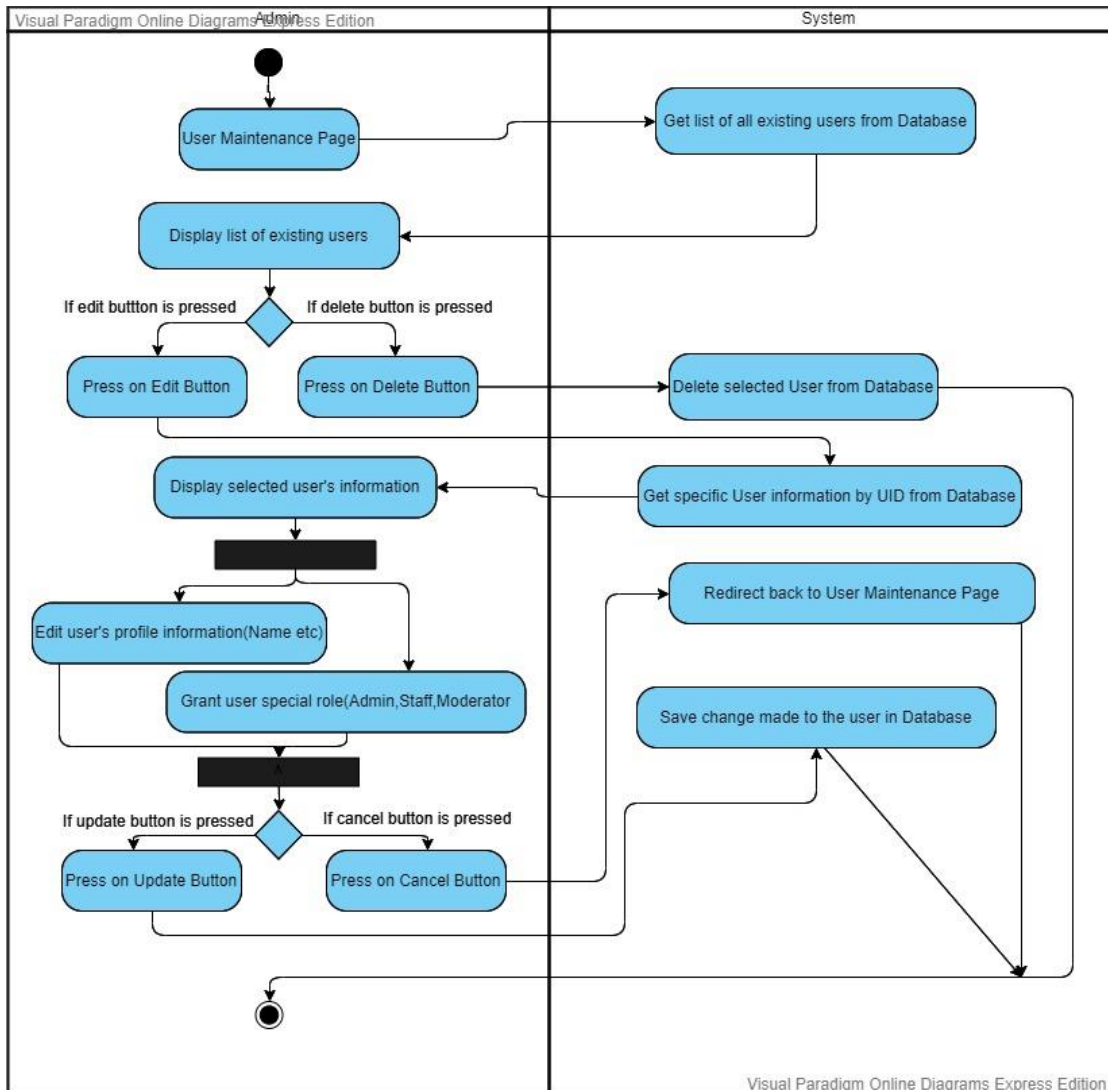 Visual Paradigm Online Diagrams Express Edition
Admin
System
User Maintenance Page
Get list of all existing users from Database
Display list of existing users
If edit buttton is pressed
If delete button is pressed
Press on Edit Button
Press on Delete Button
Delete selected User from Database
Display selected user's information
Get specific User information by UID from Database
Redirect back to User Maintenance Page
Edit user's profile information(Name etc)
Grant user special role(Admin,Staff,Moderator
Save change made to the user in Database
If update button is pressed
If cancel button is pressed
Press on Update Button
Press on Cancel Button
Visual Paradigm Online Diagrams Express Edition